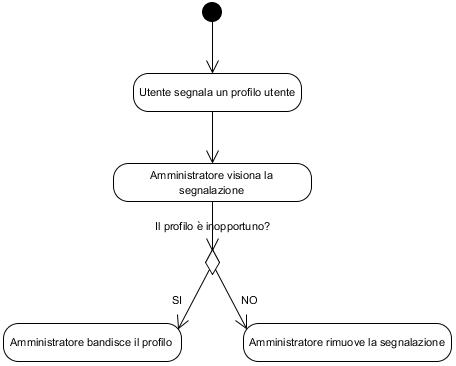 Utente segnala un profilo utente
Amministratore visiona la
segnalazione
Il profilo è inopportuno?
SI
NO
Amministratore bandisce il profilo
Amministratore rimuove la segnalazione